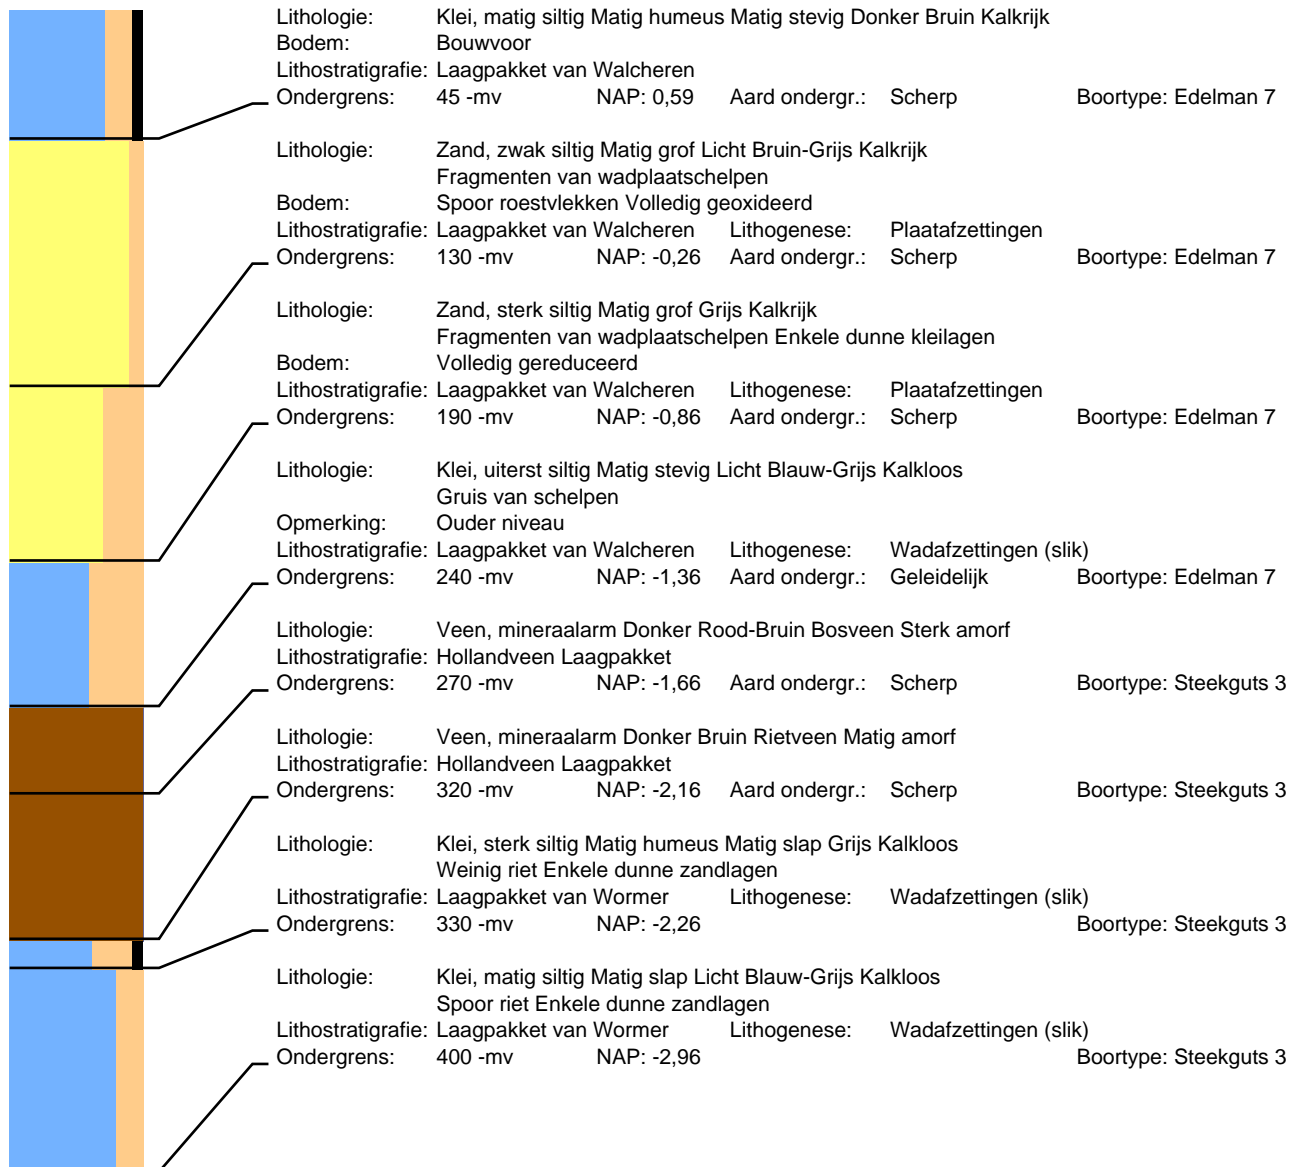 Lithologie: Klei, matig siltig Matig humeus Matig stevig Donker Bruin Kalkrijk
Bodem: Bouwvoor
Lithostratigrafie: Laagpakket van Walcheren
Ondergrens: 45 -mv NAP: 0,59 Aard ondergr.: Scherp Boortype: Edelman 7
Lithologie: Zand, zwak siltig Matig grof Licht Bruin-Grijs Kalkrijk
Fragmenten van wadplaatschelpen
Bodem: Spoor roestvlekken Volledig geoxideerd
Lithostratigrafie: Laagpakket van Walcheren Lithogenese: Plaatafzettingen
Ondergrens: 130 -mv NAP: -0,26 Aard ondergr.: Scherp Boortype: Edelman 7
Lithologie: Zand, sterk siltig Matig grof Grijs Kalkrijk
Fragmenten van wadplaatschelpen Enkele dunne kleilagen
Bodem: Volledig gereduceerd
Lithostratigrafie: Laagpakket van Walcheren Lithogenese: Plaatafzettingen
Ondergrens: 190 -mv NAP: -0,86 Aard ondergr.: Scherp Boortype: Edelman 7
Lithologie: Klei, uiterst siltig Matig stevig Licht Blauw-Grijs Kalkloos
Gruis van schelpen
Opmerking: Ouder niveau
Lithostratigrafie: Laagpakket van Walcheren Lithogenese: Wadafzettingen (slik)
Ondergrens: 240 -mv NAP: -1,36 Aard ondergr.: Geleidelijk Boortype: Edelman 7
Lithologie: Veen, mineraalarm Donker Rood-Bruin Bosveen Sterk amorf
Lithostratigrafie: Hollandveen Laagpakket
Ondergrens: 270 -mv NAP: -1,66 Aard ondergr.: Scherp Boortype: Steekguts 3
Lithologie: Veen, mineraalarm Donker Bruin Rietveen Matig amorf
Lithostratigrafie: Hollandveen Laagpakket
Ondergrens: 320 -mv NAP: -2,16 Aard ondergr.: Scherp Boortype: Steekguts 3
Lithologie: Klei, sterk siltig Matig humeus Matig slap Grijs Kalkloos
Weinig riet Enkele dunne zandlagen
Lithostratigrafie: Laagpakket van Wormer Lithogenese: Wadafzettingen (slik)
Ondergrens: 330 -mv NAP: -2,26 Boortype: Steekguts 3
Lithologie: Klei, matig siltig Matig slap Licht Blauw-Grijs Kalkloos
Spoor riet Enkele dunne zandlagen
Lithostratigrafie: Laagpakket van Wormer Lithogenese: Wadafzettingen (slik)
Ondergrens: 400 -mv NAP: -2,96 Boortype: Steekguts 3